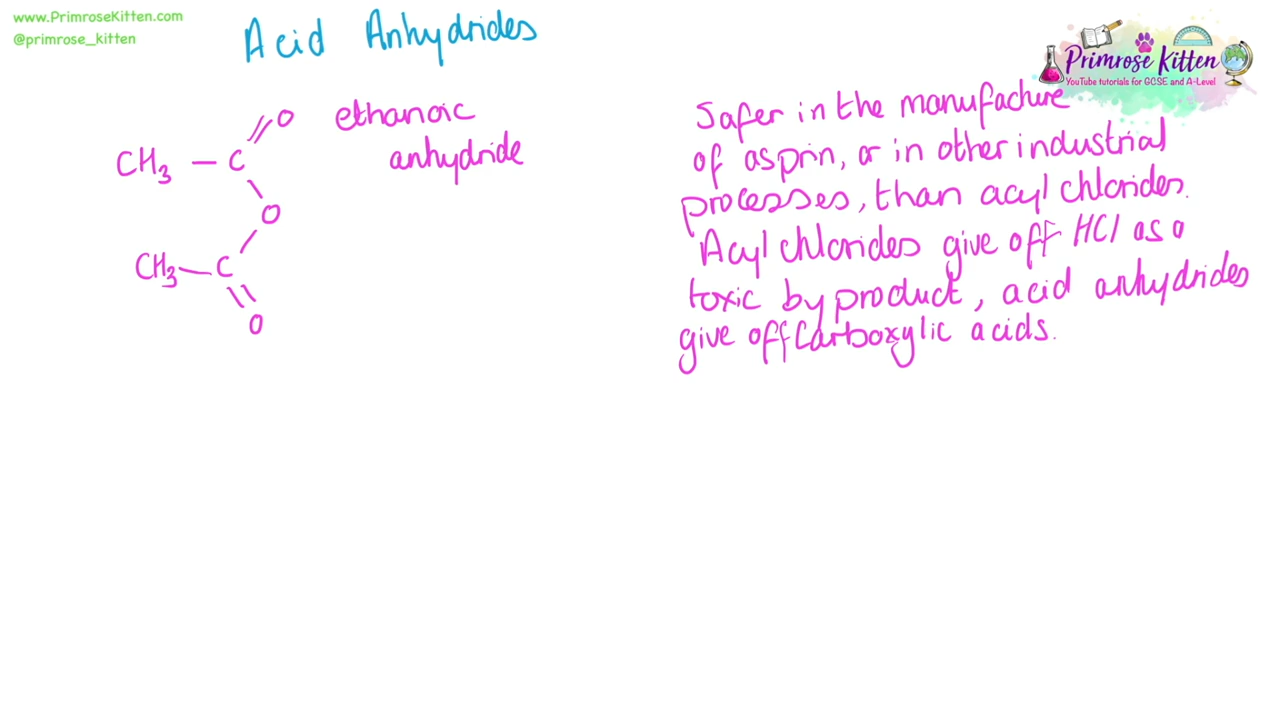 www.PrimroseKitten.com
@primrose_kitten
Acid Anhydrides
Primrose Kitten
YouTube tutorials for GCSE and A-Level
O
ethanoic
anhydride
CH3 — C
O
CH3 — C
O
Safer in the manufacture
of asprin, or in other industrial
processes, than acyl chlorides.
Acyl chlorides give off HCl as a
toxic by product, acid anhydrides
give off carboxylic acids.